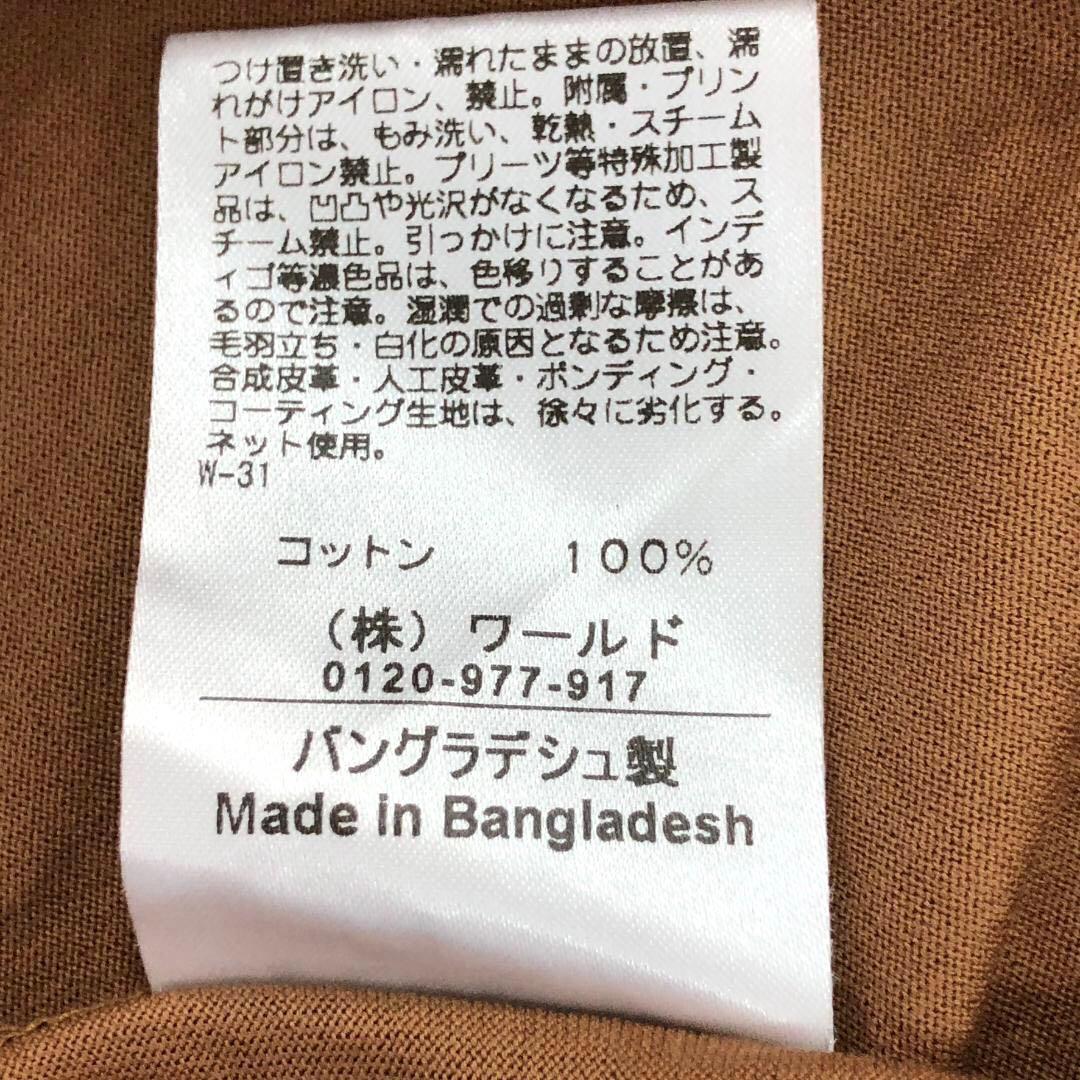 つけ置き洗い・濡れたままの放置、濡
れがけアイロン、禁止。附属・プリン
ト部分は、もみ洗い、乾熱・スチーム
アイロン禁止。プリーツ等特殊加工製
品は、凹凸や光沢がなくなるため、ス
チーム禁止。引っかけに注意。インデ
ィゴ等濃色品は、色移りすることがあ
るので注意。湿潤での過剰な摩擦は、
毛羽立ち・白化の原因となるため注意。
合成皮革・人工皮革・ボンディング・
コーティング生地は、徐々に劣化する。
ネット使用。
W-31
コットン 100%
（株）ワールド
0120-977-917
バングラデシュ製
Made in Bangladesh